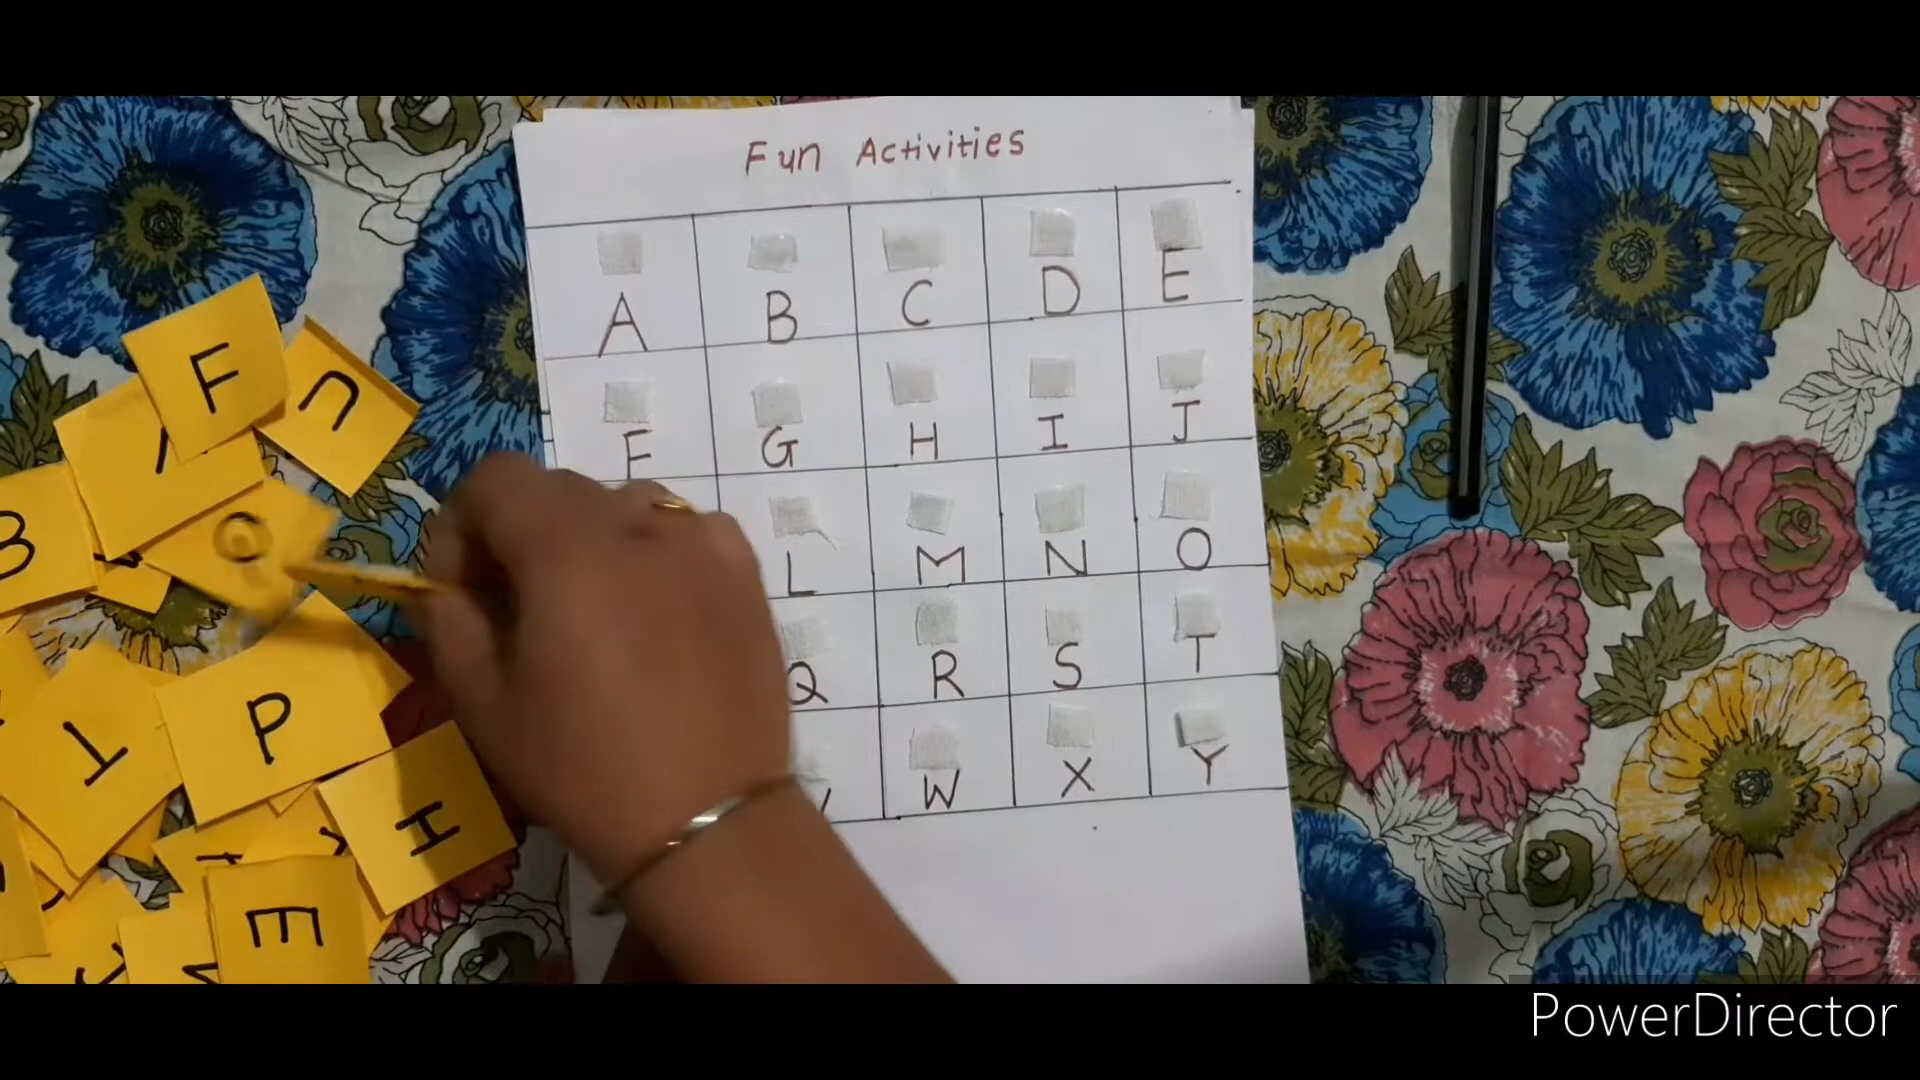 Fun Activities
A B C D E
F G H I J
L M N O
Q R S T
W X Y
F
B
P
I
E
PowerDirector